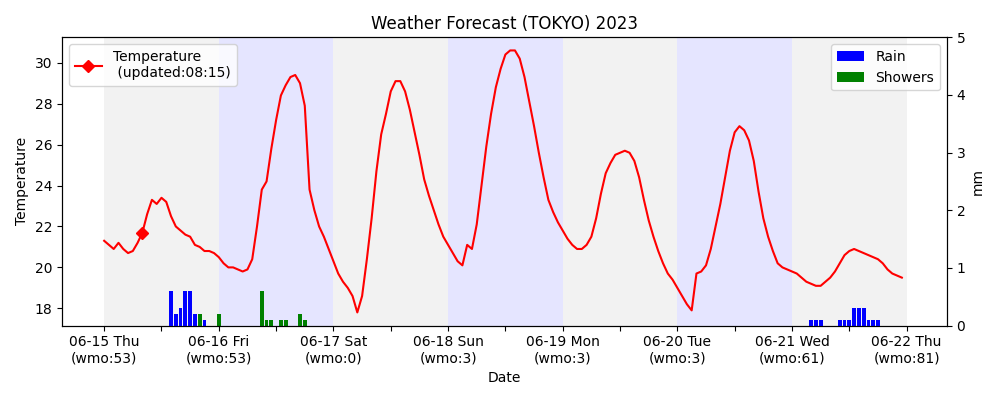 Weather Forecast (TOKYO) 2023
Temperature
(updated:08:15)
Rain
Showers
Temperature
30
28
26
24
22
20
18
5
4
3
2
1
0
mm
06-15 Thu
(wmo:53)
06-16 Fri
(wmo:53)
06-17 Sat
(wmo:0)
06-18 Sun
(wmo:3)
06-19 Mon
(wmo:3)
06-20 Tue
(wmo:3)
06-21 Wed
(wmo:61)
06-22 Thu
(wmo:81)
Date